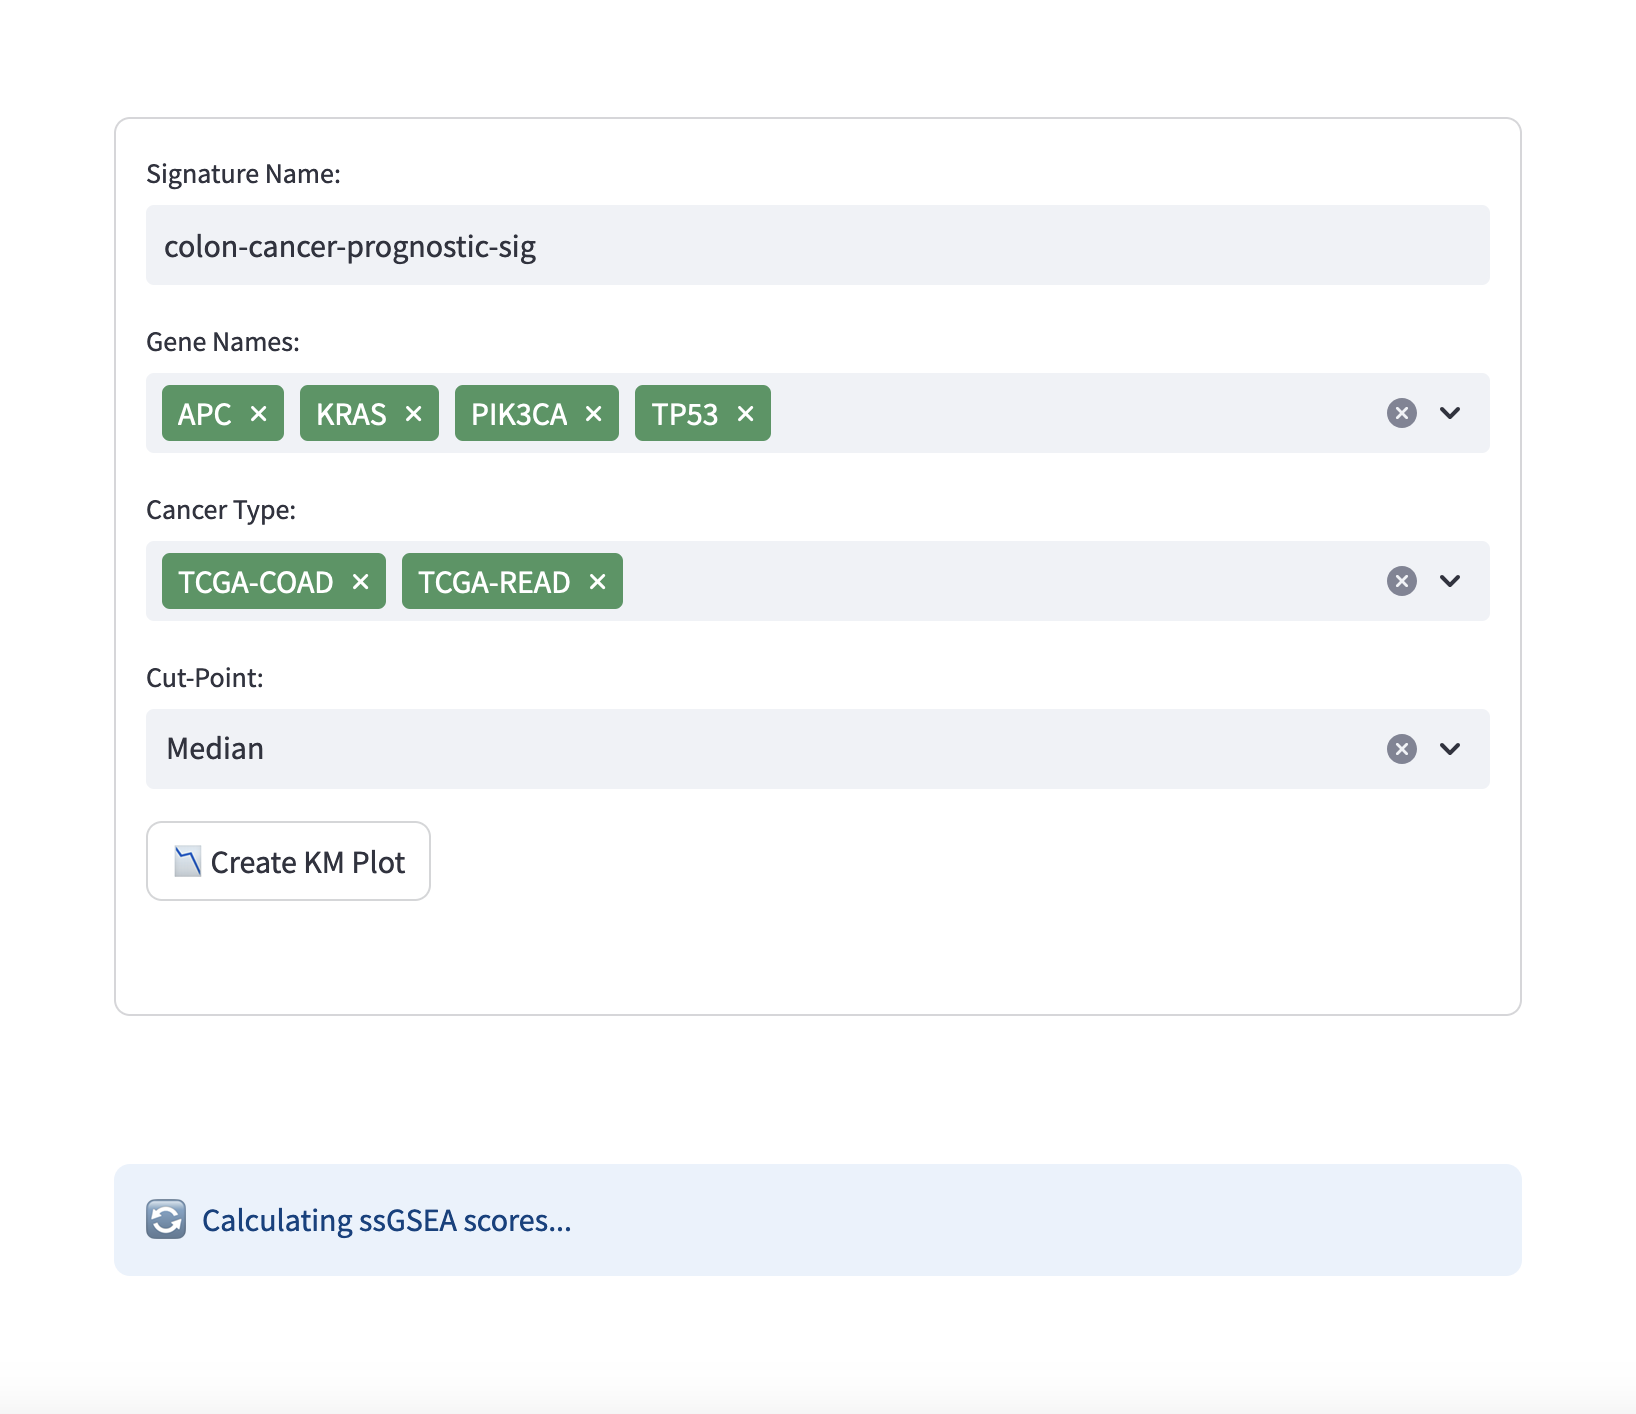 Signature Name:
colon-cancer-prognostic-sig
Gene Names:
APC KRAS PIK3CA TP53
Cancer Type:
TCGA-COAD TCGA-READ
Cut-Point:
Median
Create KM Plot
Calculating ssGSEA scores...